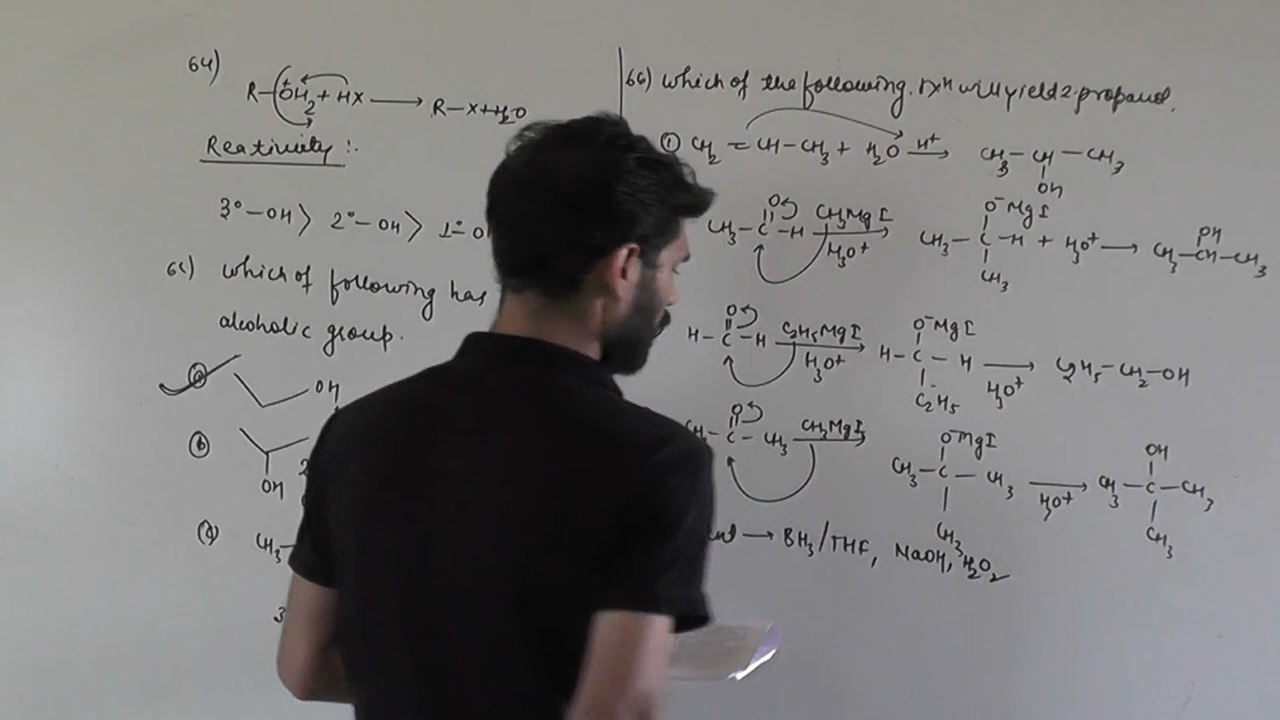 64)
R-OH₂⁺ + HX ⟶ R-X+H₂O
Reativity :.
3°-OH > 2°-OH > 1°-O
65) which of following has
alcoholic group.
a OH
b OH
d CH₃-
3
66) which of the following rxⁿ will yield 2-propanol.
① CH₂ = CH-CH₃ + H₂O H⁺ ⟶ CH₃-CH-CH₃
OH
O O⁻MgI
CH₃-C-H CH₃MgI ⟶ CH₃-C-H + H₃O⁺ ⟶ CH₃-CH-CH₃
H₃O⁺ CH₃ OH
O O⁻MgI
H-C-H C₂H₅MgI ⟶ H-C-H ⟶ C₂H₅-CH₂-OH
H₃O⁺ C₂H₅ H₃O⁺
O O⁻MgI OH
CH₃-C-CH₃ CH₃MgI ⟶ CH₃-C-CH₃ ⟶ CH₃-C-CH₃
CH₃ H₃O⁺ CH₃
⟶ BH₃/THF, NaOH, H₂O₂